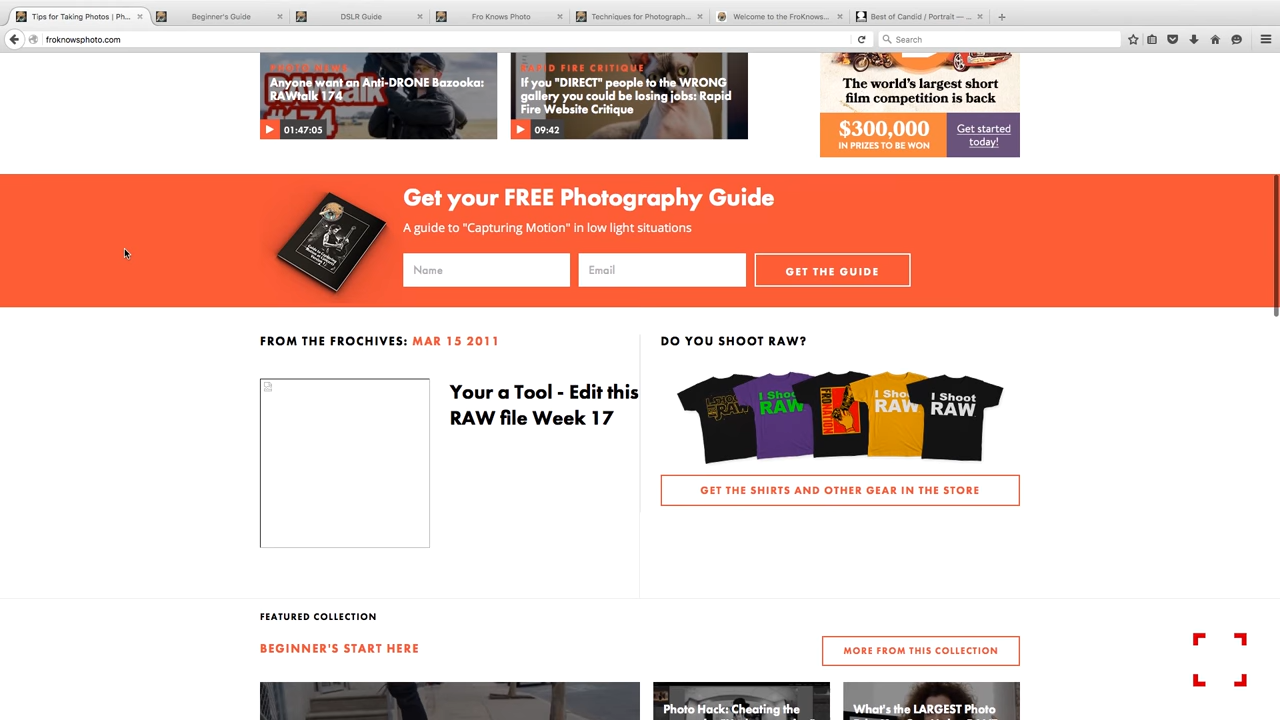 Tips for Taking Photos | Ph...
Beginner's Guide
DSLR Guide
Fro Knows Photo
Techniques for Photograph...
Welcome to the FroKnows...
Best of Candid / Portrait — ...
froknowsphoto.com
Search
PHOTO NEWS
Anyone want an Anti-DRONE Bazooka:
RAWtalk 174
01:47:05
RAPID FIRE CRITIQUE
If you "DIRECT" people to the WRONG
gallery you could be losing jobs: Rapid
Fire Website Critique
09:42
The world's largest short
film competition is back
$300,000
IN PRIZES TO BE WON
Get started
today!
Get your FREE Photography Guide
A guide to "Capturing Motion" in low light situations
Name
Email
GET THE GUIDE
FROM THE FROCHIVES: MAR 15 2011
Your a Tool - Edit this
RAW file Week 17
DO YOU SHOOT RAW?
I Shoot
RAW
I Shoot
RAW
I Shoot
RAW
GET THE SHIRTS AND OTHER GEAR IN THE STORE
FEATURED COLLECTION
BEGINNER'S START HERE
MORE FROM THIS COLLECTION
Photo Hack: Cheating the
What's the LARGEST Photo